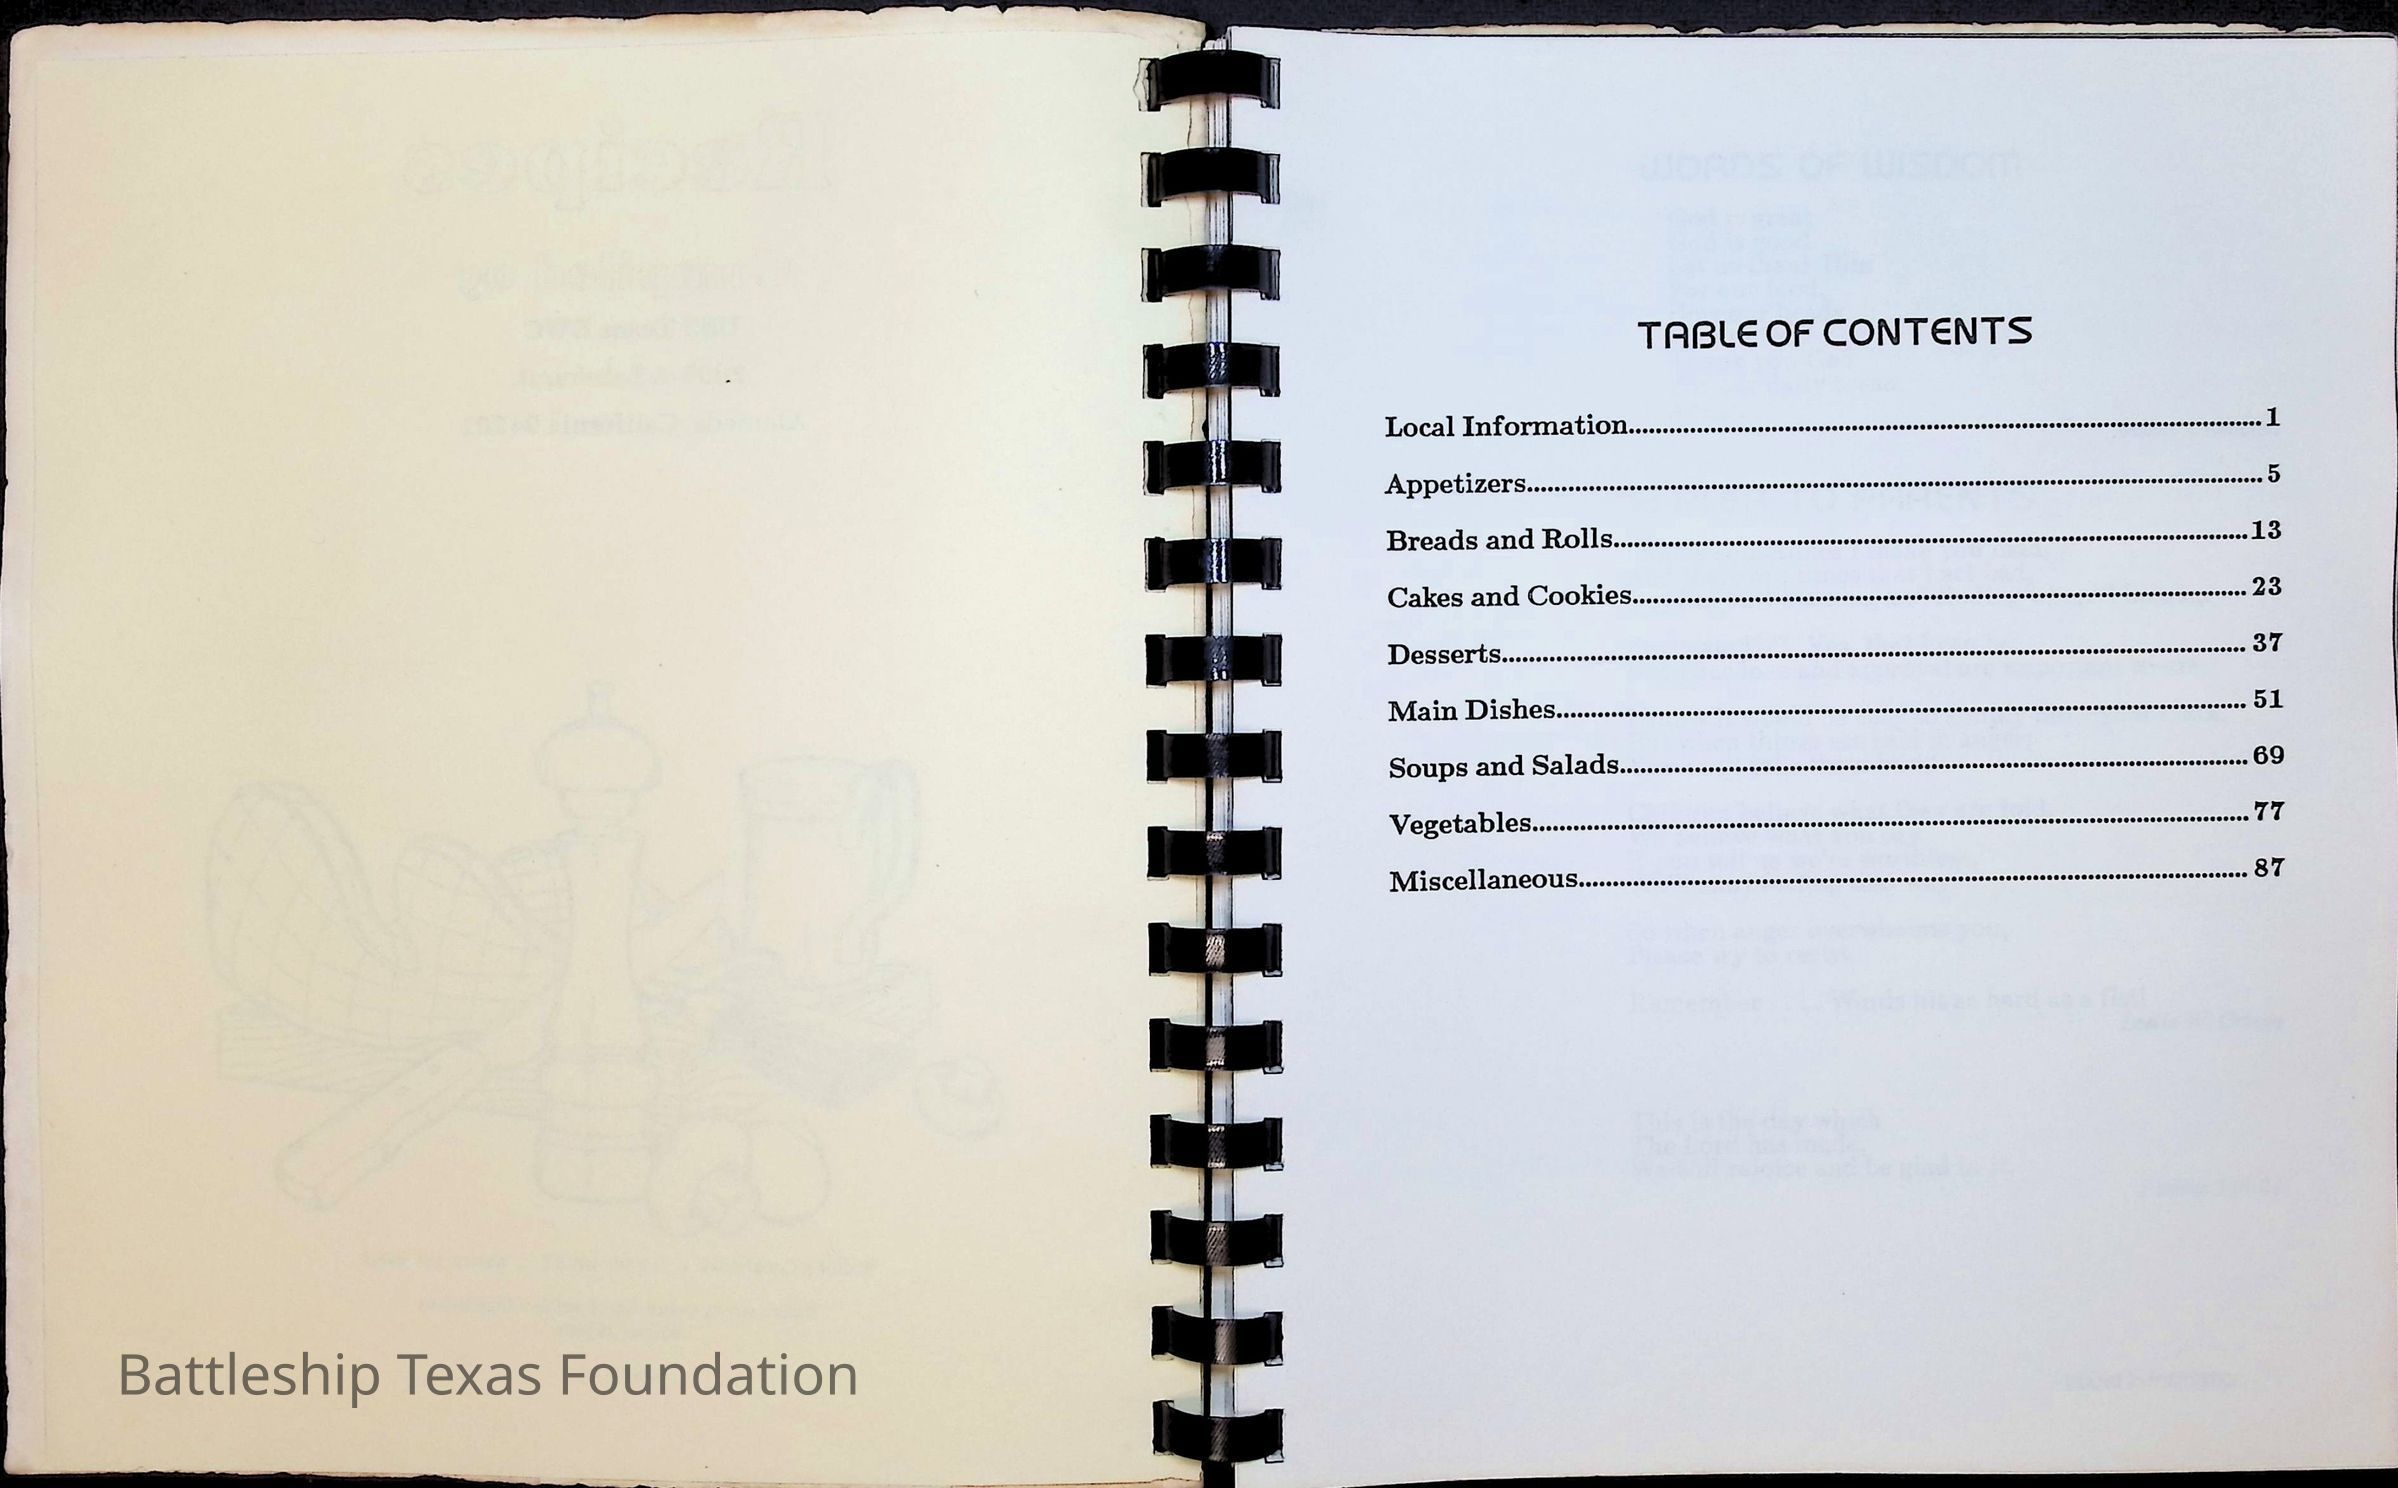 TABLE OF CONTENTS
Local Information..........1
Appetizers..........5
Breads and Rolls..........13
Cakes and Cookies..........23
Desserts..........37
Main Dishes..........51
Soups and Salads..........69
Vegetables..........77
Miscellaneous..........87
Battleship Texas Foundation